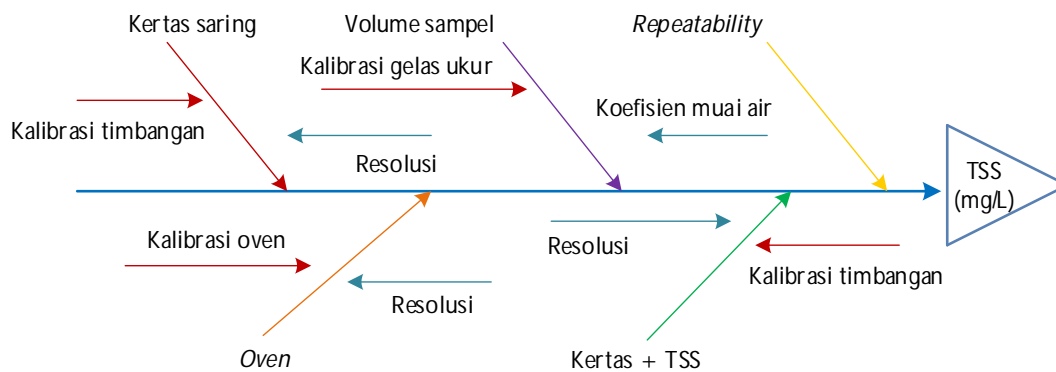 Kertas saring
Volume sampel
Repeatability
Kalibrasi gelas ukur
Koefisien muai air
Kalibrasi timbangan
Resolusi
TSS
(mg/L)
Kalibrasi oven
Resolusi
Resolusi
Kalibrasi timbangan
Oven
Kertas + TSS